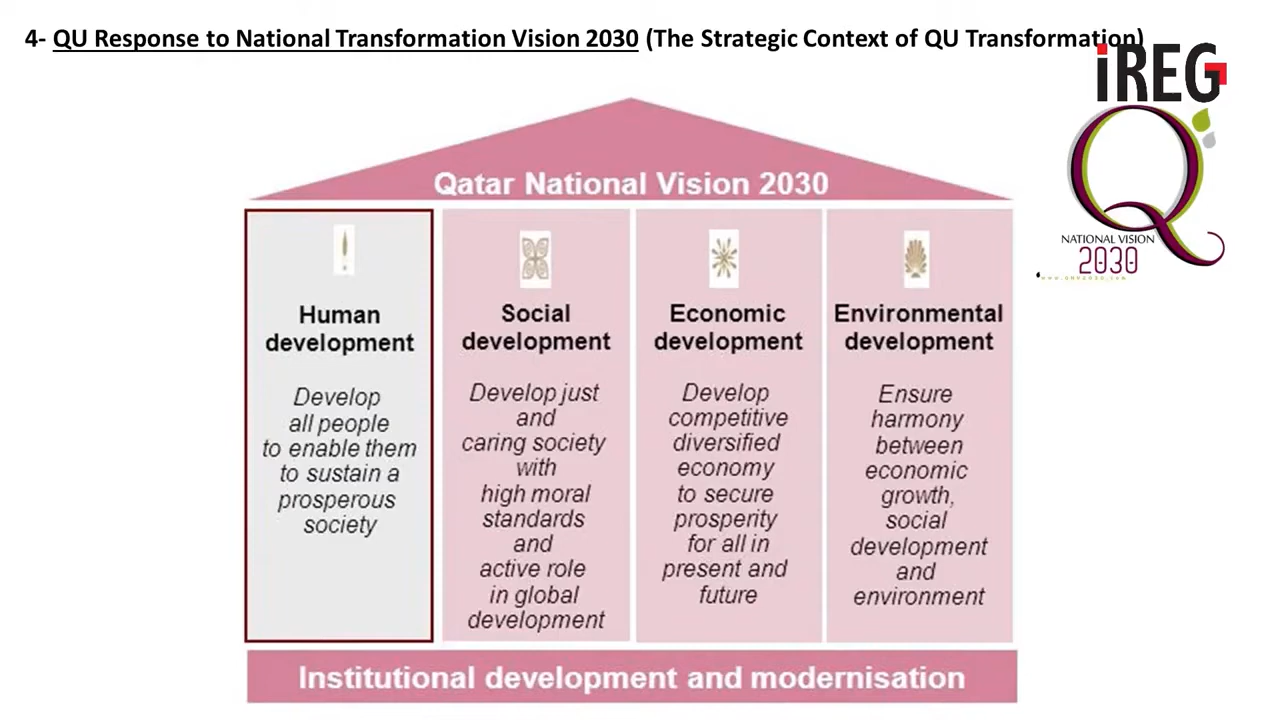 4- QU Response to National Transformation Vision 2030 (The Strategic Context of QU Transformation)
iREG
NATIONAL VISION
2030
Qatar National Vision 2030
Human
development
Develop
all people
to enable them
to sustain a
prosperous
society
Social
development
Develop just
and
caring society
with
high moral
standards
and
active role
in global
development
Economic
development
Develop
competitive
diversified
economy
to secure
prosperity
for all in
present and
future
Environmental
development
Ensure
harmony
between
economic
growth,
social
development
and
environment
Institutional development and modernisation